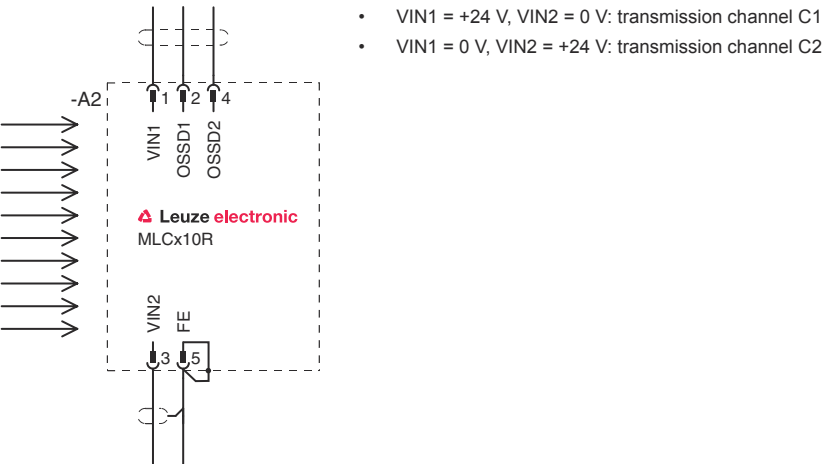 • VIN1 = +24 V, VIN2 = 0 V: transmission channel C1
• VIN1 = 0 V, VIN2 = +24 V: transmission channel C2
-A2
1 2 4
VIN1
OSSD1
OSSD2
Leuze electronic
MLCx10R
VIN2
FE
3 5